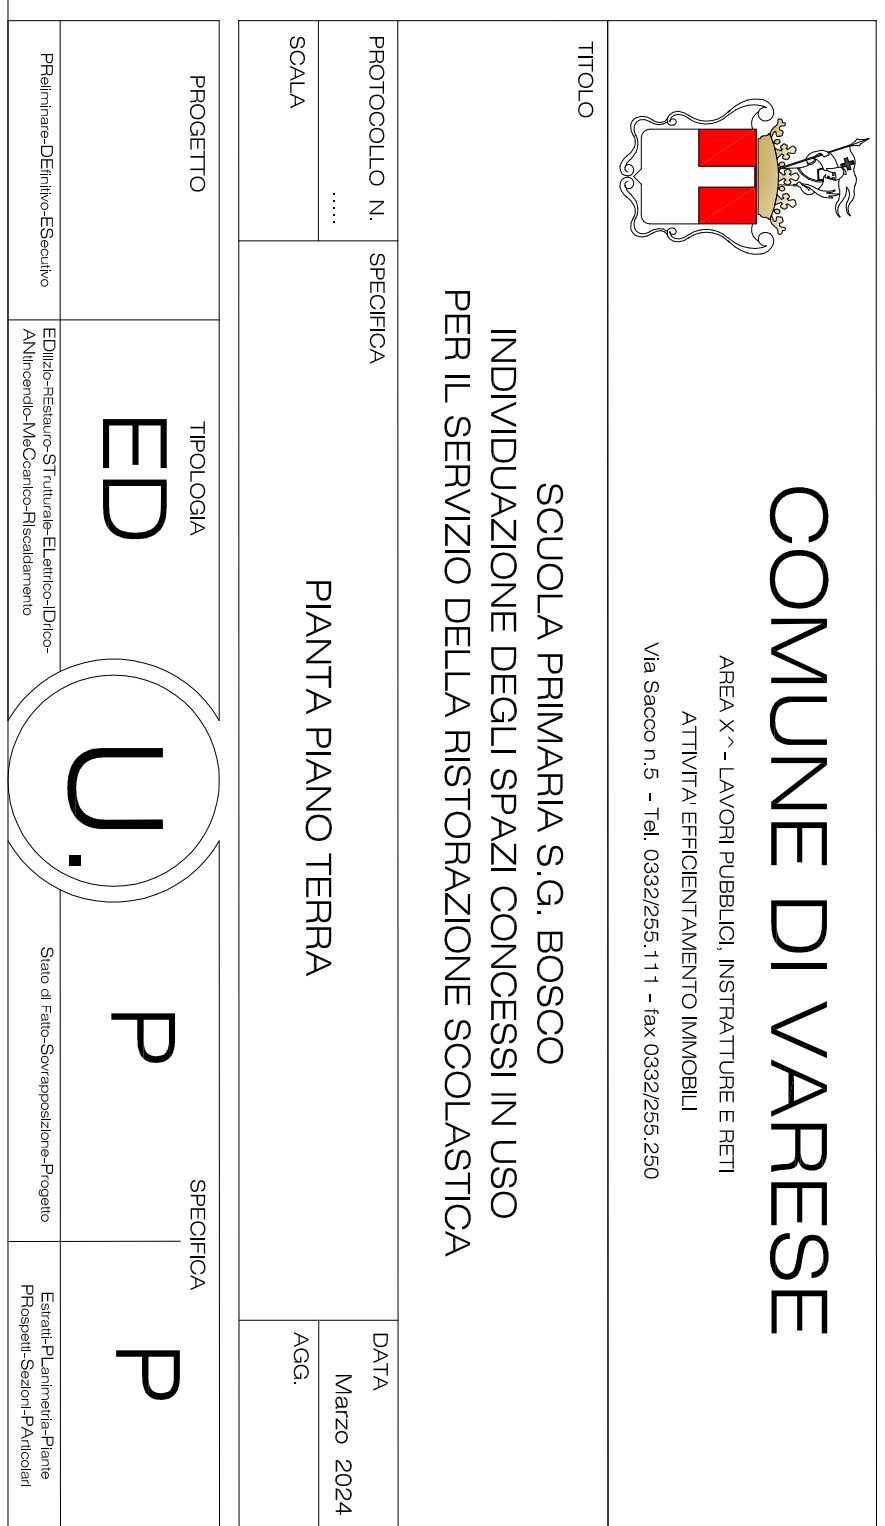 COMUNE DI VARESE
AREA X^ - LAVORI PUBBLICI, INSTRATTURE E RETI
ATTIVITA' EFFICIENTAMENTO IMMOBILI
Via Sacco n.5 - Tel. 0332/255.111 - fax 0332/255.250
TITOLO
SCUOLA PRIMARIA S.G. BOSCO
INDIVIDUAZIONE DEGLI SPAZI CONCESSI IN USO
PER IL SERVIZIO DELLA RISTORAZIONE SCOLASTICA
PROTOCOLLO N.
.....
SCALA
SPECIFICA
PIANTA PIANO TERRA
DATA
Marzo 2024
AGG.
PROGETTO
PReliminare-DEfinitivo-ESecutivo
TIPOLOGIA
ED
EDilizio-REstauro-STrutturale-ELettrico-IDrico-
ANtincendio-MeCcanico-RIscaldamento
U.
P
Stato di Fatto-Sovrapposizione-Progetto
SPECIFICA
P
Estratti-PLanimetria-Piante
PRospetti-Sezioni-PArticolari